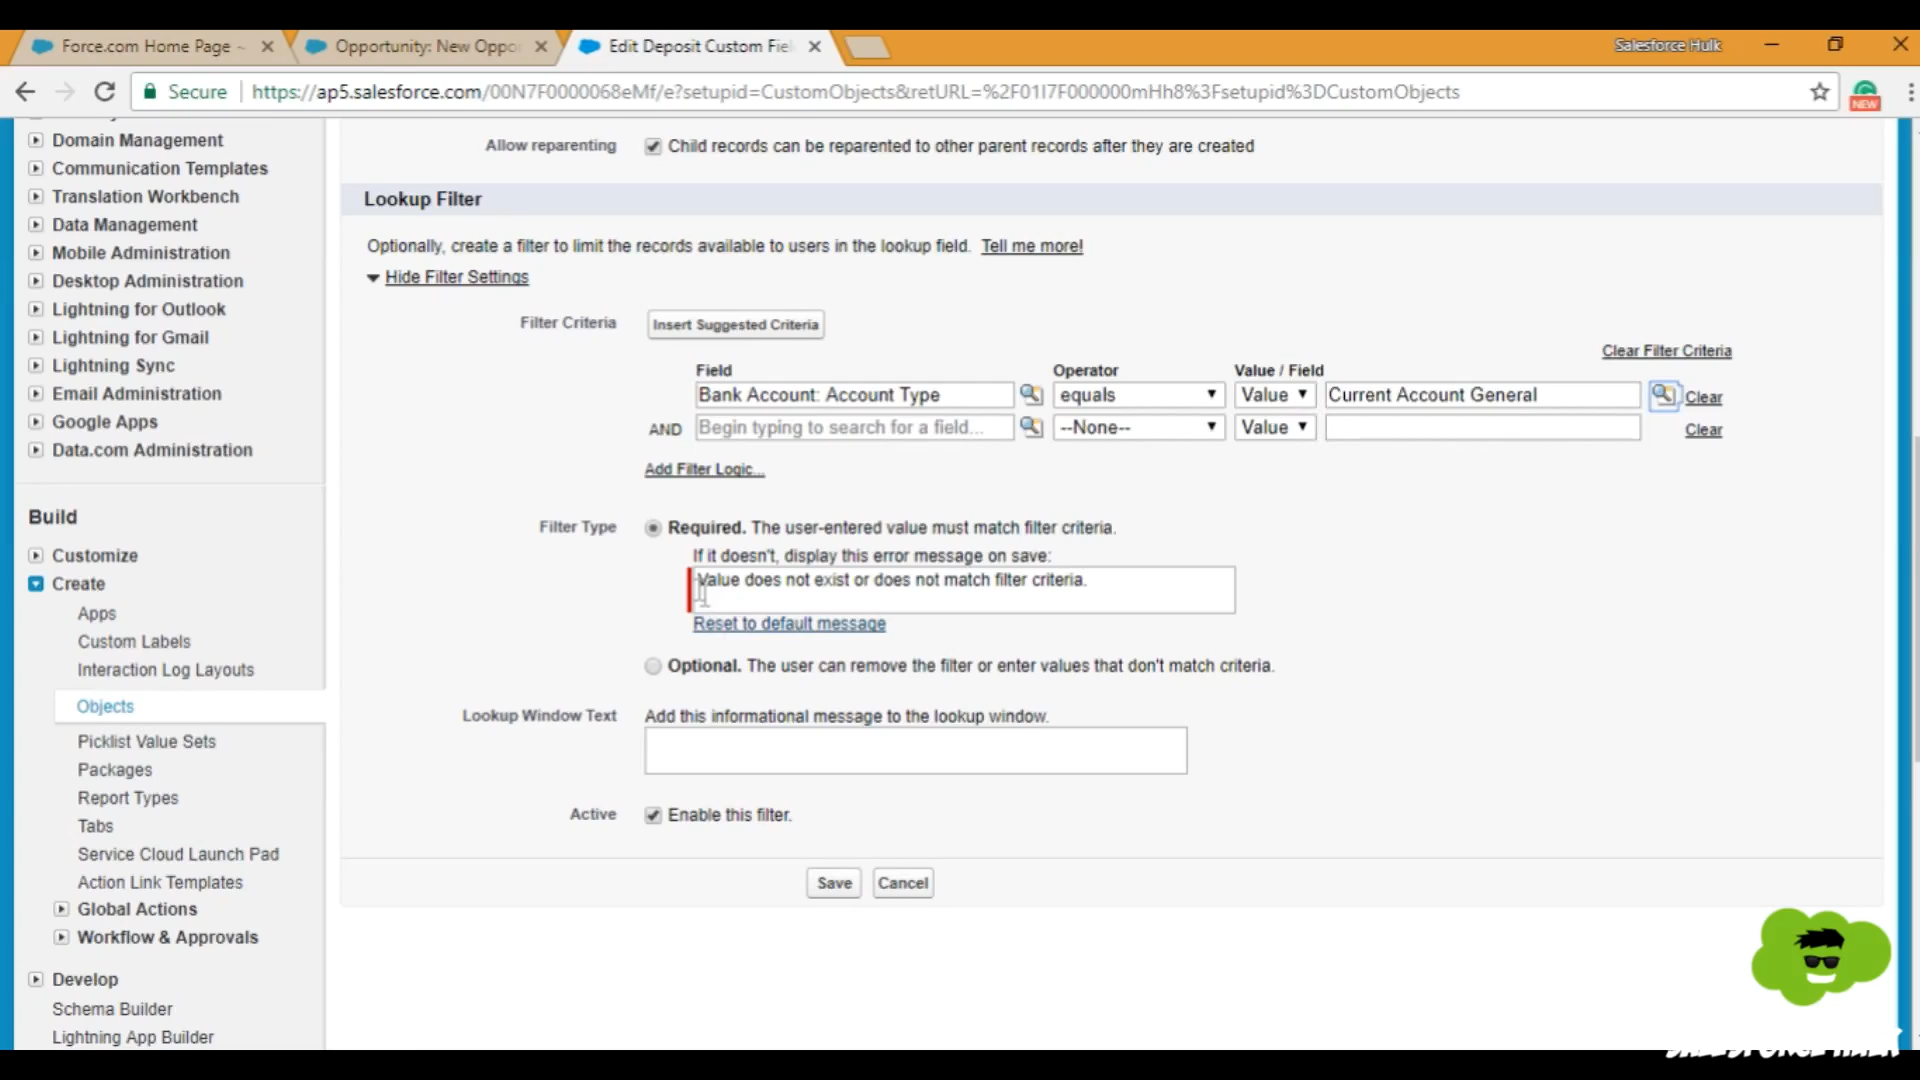 Force.com Home Page ~
Opportunity: New Oppo
Edit Deposit Custom Fie
Salesforce Hulk
Secure
https://ap5.salesforce.com/00N7F0000068eMf/e?setupid=CustomObjects&retURL=%2F01I7F000000mHh8%3Fsetupid%3DCustomObjects
NEW
Domain Management
Communication Templates
Translation Workbench
Data Management
Mobile Administration
Desktop Administration
Lightning for Outlook
Lightning for Gmail
Lightning Sync
Email Administration
Google Apps
Data.com Administration
Build
Customize
Create
Apps
Custom Labels
Interaction Log Layouts
Objects
Picklist Value Sets
Packages
Report Types
Tabs
Service Cloud Launch Pad
Action Link Templates
Global Actions
Workflow & Approvals
Develop
Schema Builder
Lightning App Builder
Allow reparenting
Child records can be reparented to other parent records after they are created
Lookup Filter
Optionally, create a filter to limit the records available to users in the lookup field. Tell me more!
Hide Filter Settings
Filter Criteria
Insert Suggested Criteria
Clear Filter Criteria
Field Operator Value / Field
Bank Account: Account Type equals Value Current Account General Clear
AND Begin typing to search for a field... --None-- Value Clear
Add Filter Logic...
Filter Type
Required. The user-entered value must match filter criteria.
If it doesn't, display this error message on save:
Value does not exist or does not match filter criteria.
Reset to default message
Optional. The user can remove the filter or enter values that don't match criteria.
Lookup Window Text
Add this informational message to the lookup window.
Active
Enable this filter.
Save Cancel